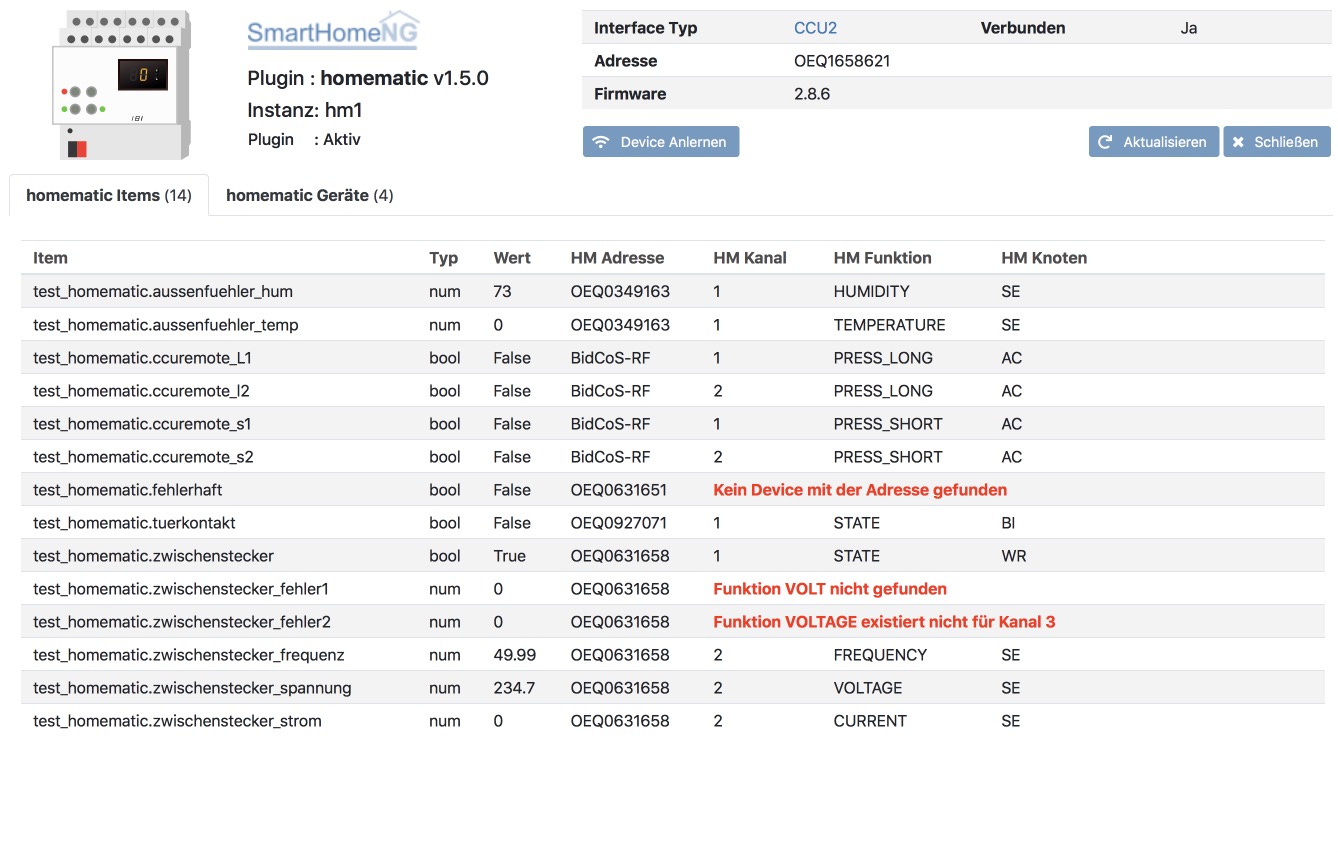 SmartHomeNG
Plugin : homematic v1.5.0
Instanz: hm1
Plugin : Aktiv
Interface Typ CCU2 Verbunden Ja
Adresse OEQ1658621
Firmware 2.8.6
Device Anlernen Aktualisieren Schließen
homematic Items (14) homematic Geräte (4)
Item Typ Wert HM Adresse HM Kanal HM Funktion HM Knoten
test_homematic.aussenfuehler_hum num 73 OEQ0349163 1 HUMIDITY SE
test_homematic.aussenfuehler_temp num 0 OEQ0349163 1 TEMPERATURE SE
test_homematic.ccuremote_L1 bool False BidCoS-RF 1 PRESS_LONG AC
test_homematic.ccuremote_l2 bool False BidCoS-RF 2 PRESS_LONG AC
test_homematic.ccuremote_s1 bool False BidCoS-RF 1 PRESS_SHORT AC
test_homematic.ccuremote_s2 bool False BidCoS-RF 2 PRESS_SHORT AC
test_homematic.fehlerhaft bool False OEQ0631651 Kein Device mit der Adresse gefunden
test_homematic.tuerkontakt bool False OEQ0927071 1 STATE BI
test_homematic.zwischenstecker bool True OEQ0631658 1 STATE WR
test_homematic.zwischenstecker_fehler1 num 0 OEQ0631658 Funktion VOLT nicht gefunden
test_homematic.zwischenstecker_fehler2 num 0 OEQ0631658 Funktion VOLTAGE existiert nicht für Kanal 3
test_homematic.zwischenstecker_frequenz num 49.99 OEQ0631658 2 FREQUENCY SE
test_homematic.zwischenstecker_spannung num 234.7 OEQ0631658 2 VOLTAGE SE
test_homematic.zwischenstecker_strom num 0 OEQ0631658 2 CURRENT SE